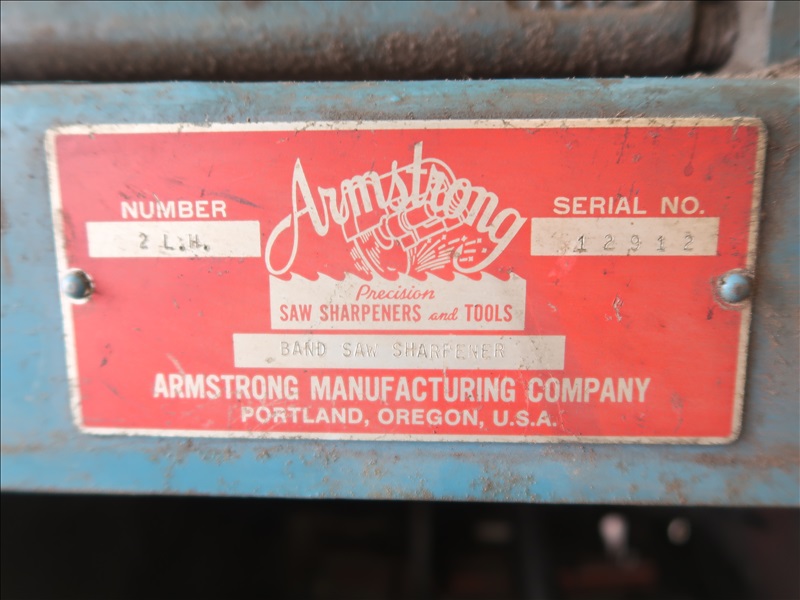 Armstrong
NUMBER
2 L.H.
SERIAL NO.
12912
Precision
SAW SHARPENERS and TOOLS
BAND SAW SHARPENER
ARMSTRONG MANUFACTURING COMPANY
PORTLAND, OREGON, U.S.A.